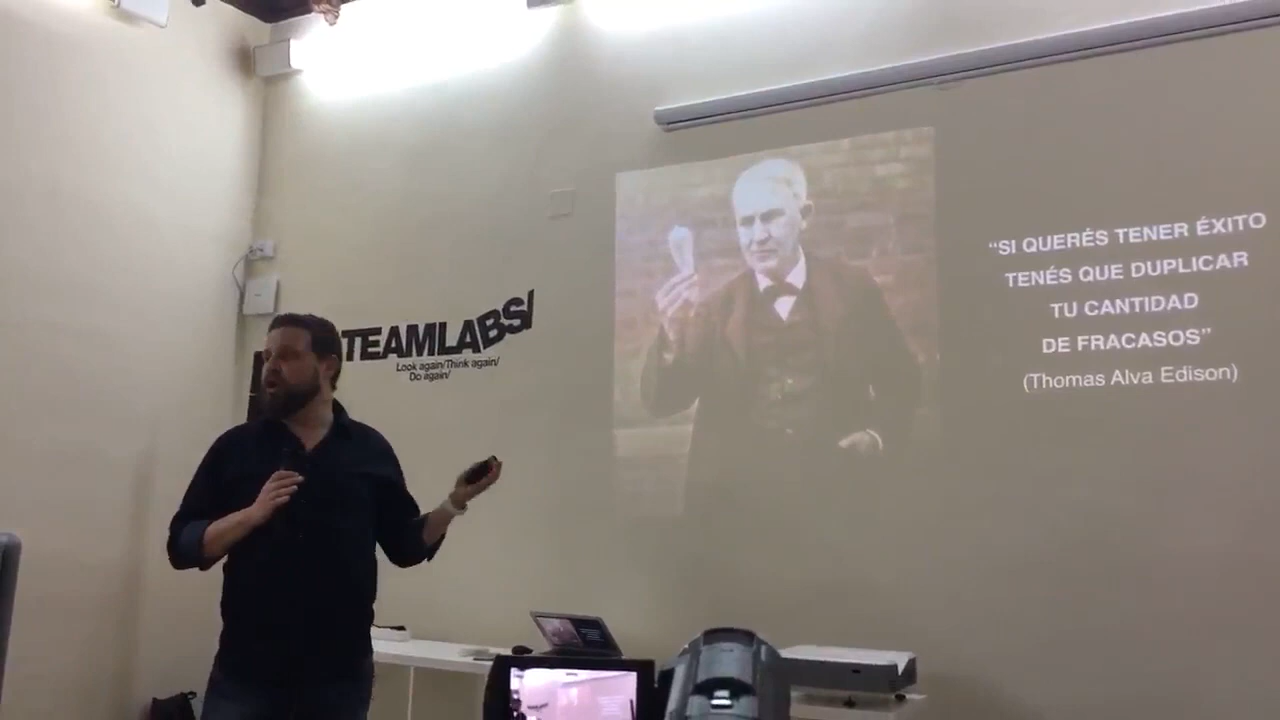 TEAMLABS/
Look again/Think again/
Do again/
“SI QUERÉS TENER ÉXITO
TENÉS QUE DUPLICAR
TU CANTIDAD
DE FRACASOS”
(Thomas Alva Edison)